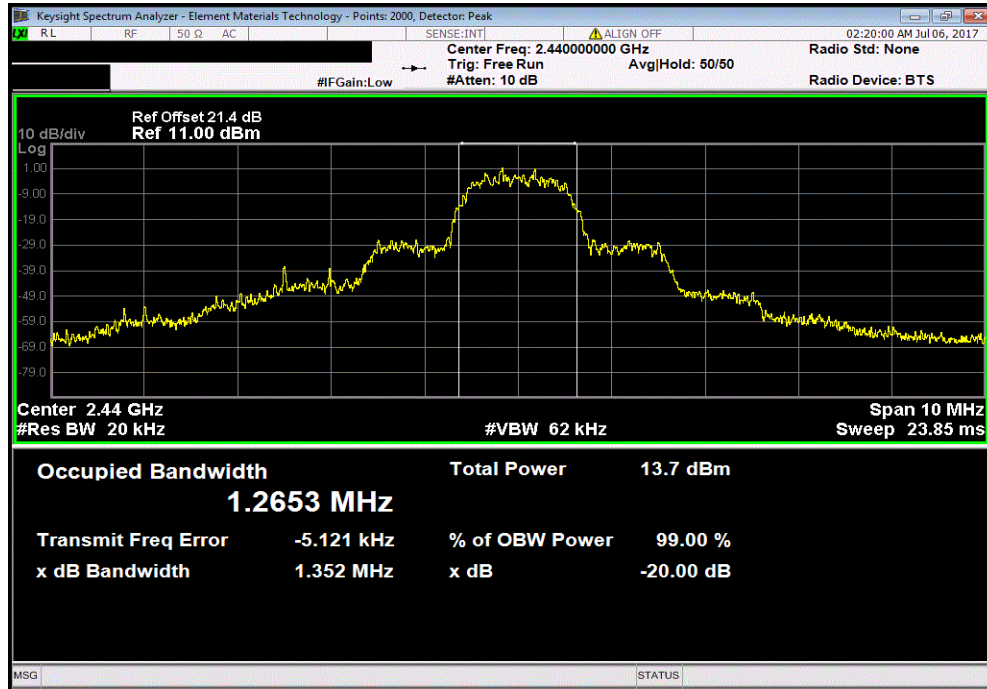 Keysight Spectrum Analyzer - Element Materials Technology - Points: 2000, Detector: Peak
LXI RL RF 50 Ω AC SENSE:INT ALIGN OFF 02:20:00 AM Jul 06, 2017
Center Freq: 2.440000000 GHz Radio Std: None
Trig: Free Run Avg|Hold: 50/50
#IFGain:Low #Atten: 10 dB Radio Device: BTS
Ref Offset 21.4 dB
10 dB/div Ref 11.00 dBm
Log
1.00
-9.00
-19.0
-29.0
-39.0
-49.0
-59.0
-69.0
-79.0
Center 2.44 GHz Span 10 MHz
#Res BW 20 kHz #VBW 62 kHz Sweep 23.85 ms
Occupied Bandwidth Total Power 13.7 dBm
1.2653 MHz
Transmit Freq Error -5.121 kHz % of OBW Power 99.00 %
x dB Bandwidth 1.352 MHz x dB -20.00 dB
MSG STATUS